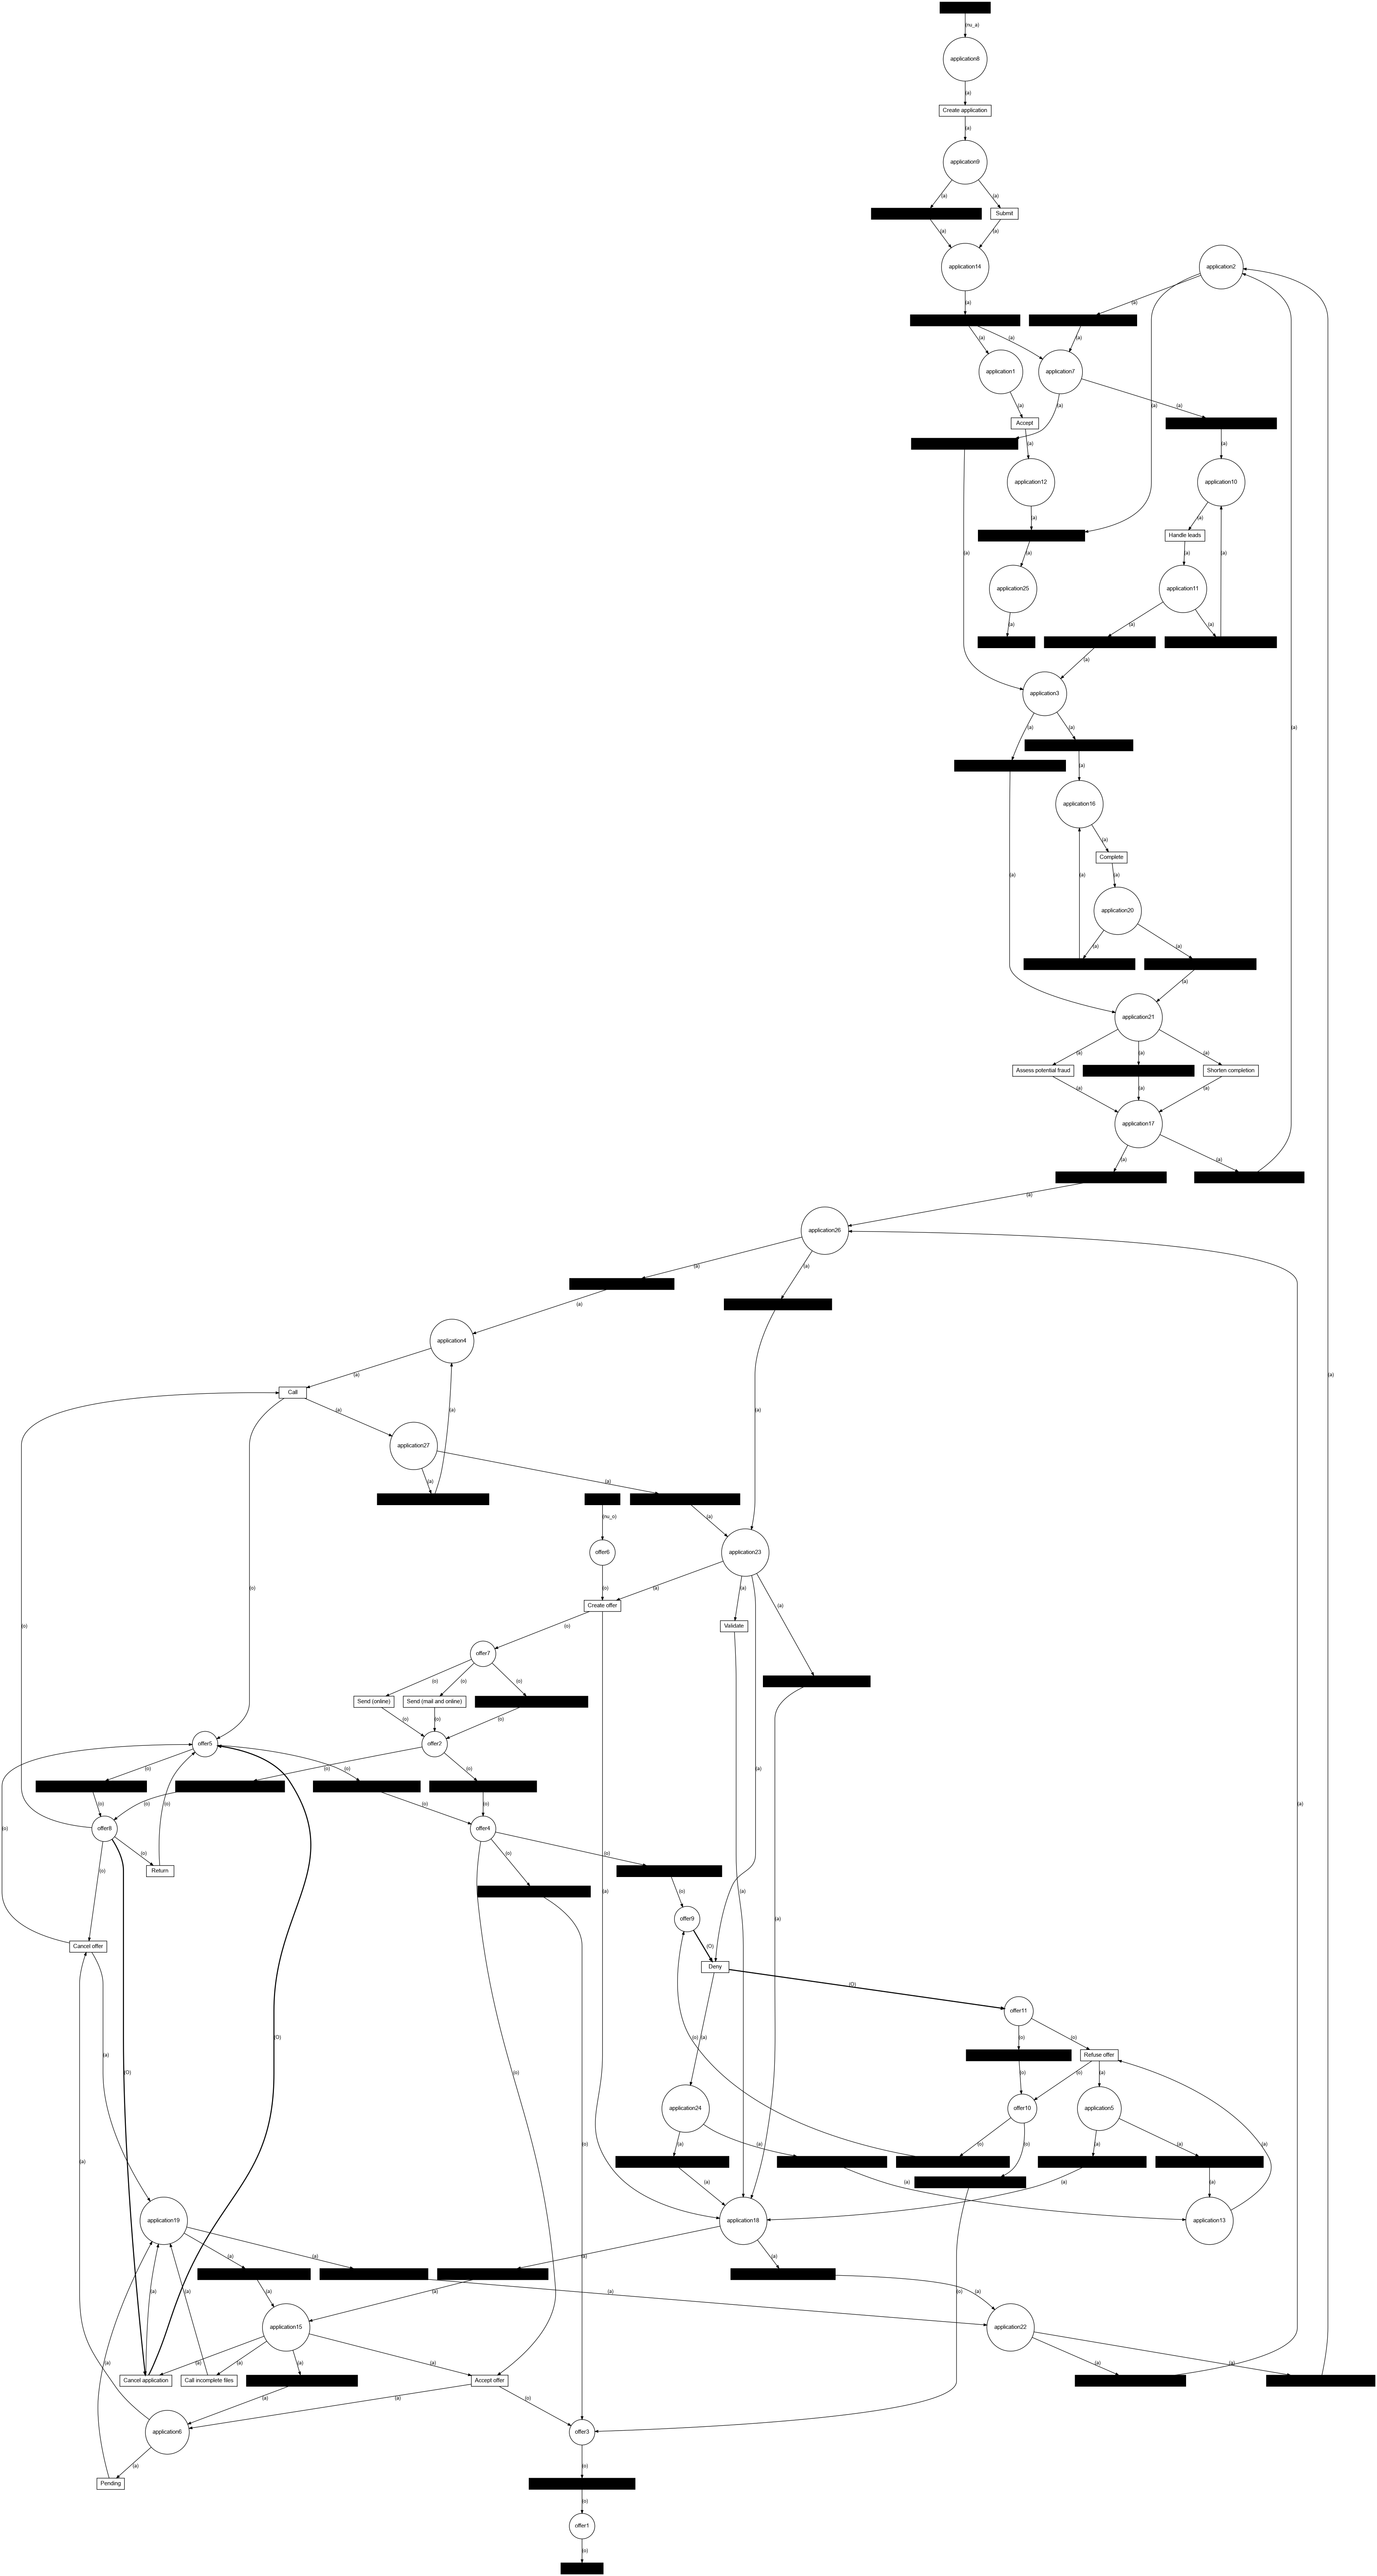 (nu_a)
application8
(a)
Create application
(a)
application9
(a)
(a)
Submit
(a)
(a)
application14
application2
(a)
(a)
(a)
(a)
(a)
application1
application7
(a)
(a)
(a)
(a)
Accept
(a)
(a)
application12
application10
(a)
(a)
Handle leads
(a)
(a)
(a)
(a)
application25
application11
(a)
(a)
(a)
(a)
application3
(a)
(a)
(a)
(a)
application16
(a)
Complete
(a)
(a)
(a)
application20
(a)
(a)
(a)
application21
(a)
(a)
(a)
Assess potential fraud
Shorten completion
(a)
(a)
(a)
application17
(a)
(a)
(a)
application26
(a)
(a)
(a)
application4
(a)
(a)
Call
(a)
(a)
(a)
application27
(a)
(a)
(nu_o)
(a)
offer6
application23
(o)
(o)
(a)
(a)
(a)
Create offer
(o)
(o)
Validate
offer7
(o)
(o)
(o)
Send (online)
Send (mail and online)
(o)
(o)
(o)
offer5
offer2
(o)
(o)
(o)
(o)
(a)
(o)
(o)
(o)
(o)
(a)
(o)
offer8
offer4
(o)
(o)
(o)
(o)
Return
(o)
(a)
(a)
(a)
offer9
Cancel offer
(O)
Deny
(O)
offer11
(O)
(o)
(a)
(o)
(o)
Refuse offer
(a)
(O)
(o)
(o)
(a)
application24
offer10
application5
(a)
(a)
(o)
(o)
(o)
(a)
(a)
(a)
(a)
(a)
(a)
(a)
application19
application18
application13
(a)
(a)
(a)
(a)
(a)
(a)
(a)
(a)
(a)
(o)
(a)
application15
application22
(a)
(a)
(a)
(a)
(a)
(a)
(a)
Cancel application
Call incomplete files
Accept offer
(a)
(a)
(o)
application6
offer3
(a)
(o)
Pending
(o)
offer1
(o)